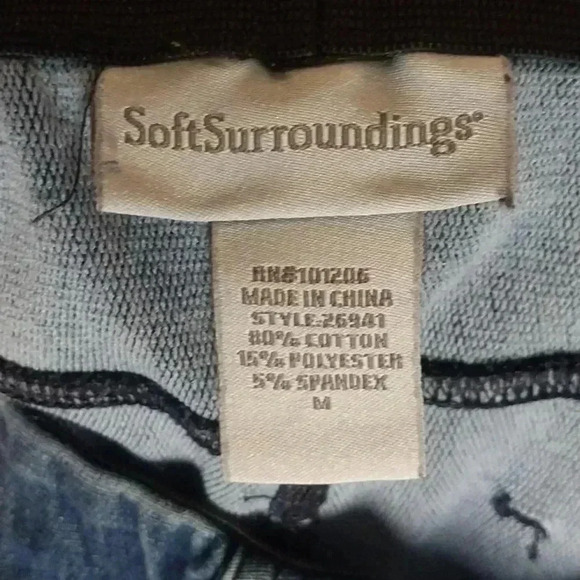 SoftSurroundings®
RN#101206
MADE IN CHINA
STYLE:26941
80% COTTON
15% POLYESTER
5% SPANDEX
M